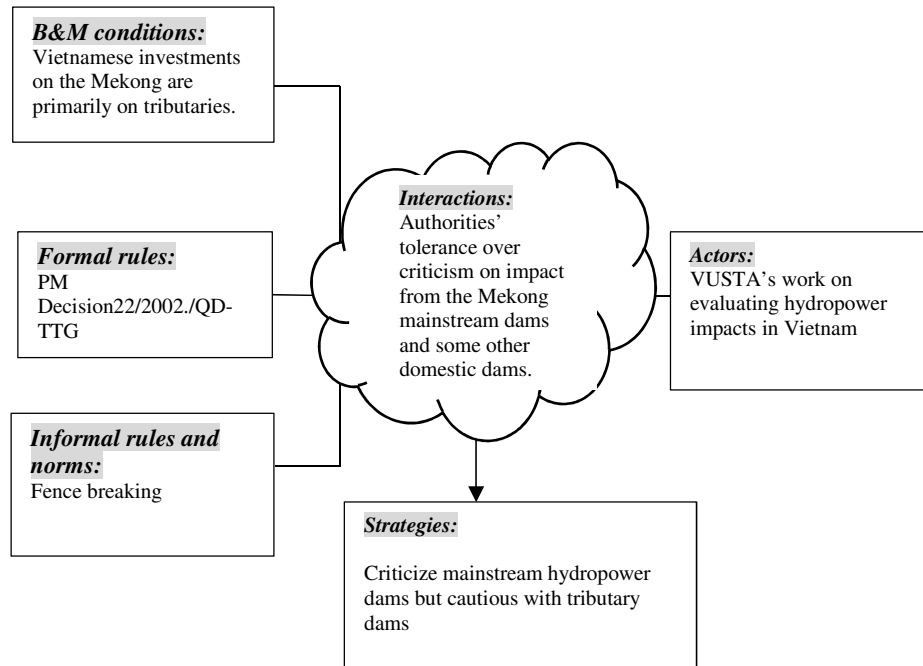 B&M conditions:
Vietnamese investments
on the Mekong are
primarily on tributaries.
Formal rules:
PM
Decision22/2002./QD-
TTG
Informal rules and
norms:
Fence breaking
Interactions:
Authorities’
tolerance over
criticism on impact
from the Mekong
mainstream dams
and some other
domestic dams.
Actors:
VUSTA’s work on
evaluating hydropower
impacts in Vietnam
Strategies:
Criticize mainstream hydropower
dams but cautious with tributary
dams